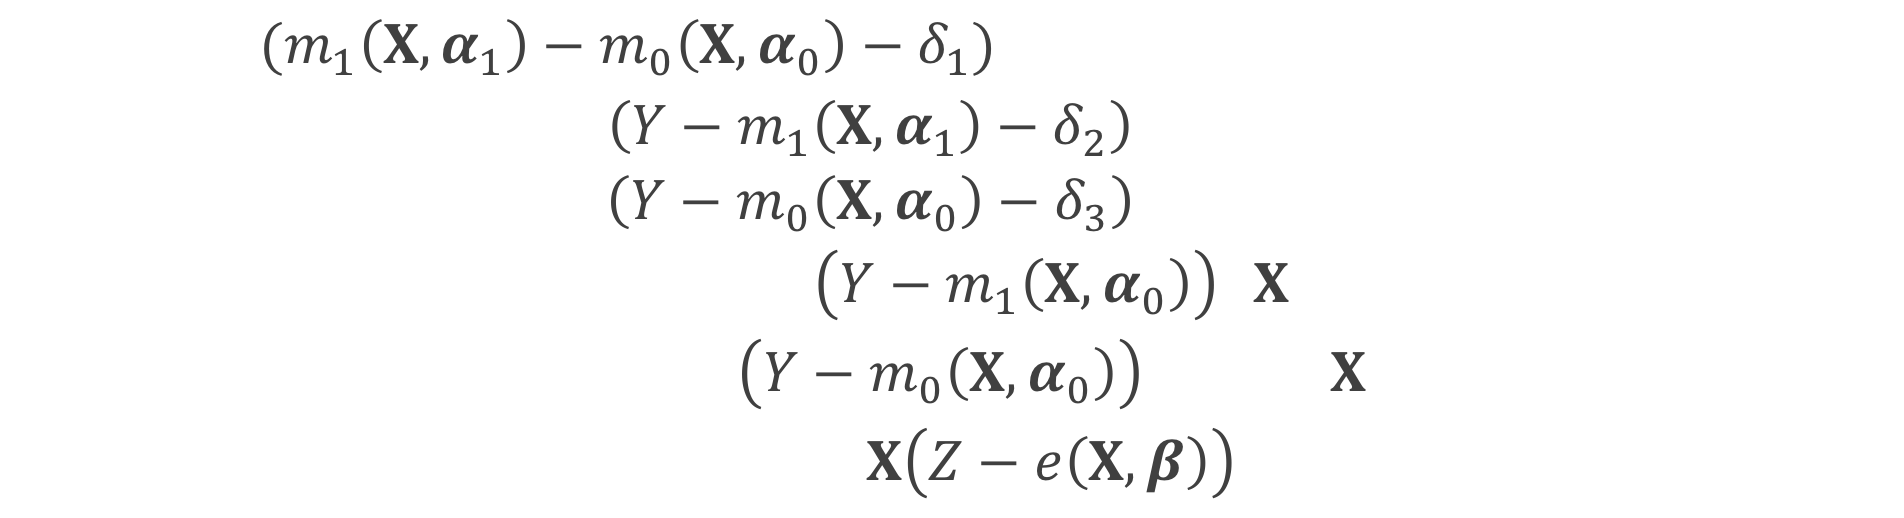 (m₁(𝐗, 𝜶₁) − m₀(𝐗, 𝜶₀) − δ₁)
(Y − m₁(𝐗, 𝜶₁) − δ₂)
(Y − m₀(𝐗, 𝜶₀) − δ₃)
(Y − m₁(𝐗, 𝜶₀)) 𝐗
(Y − m₀(𝐗, 𝜶₀)) 𝐗
𝐗(Z − e(𝐗, 𝜷))